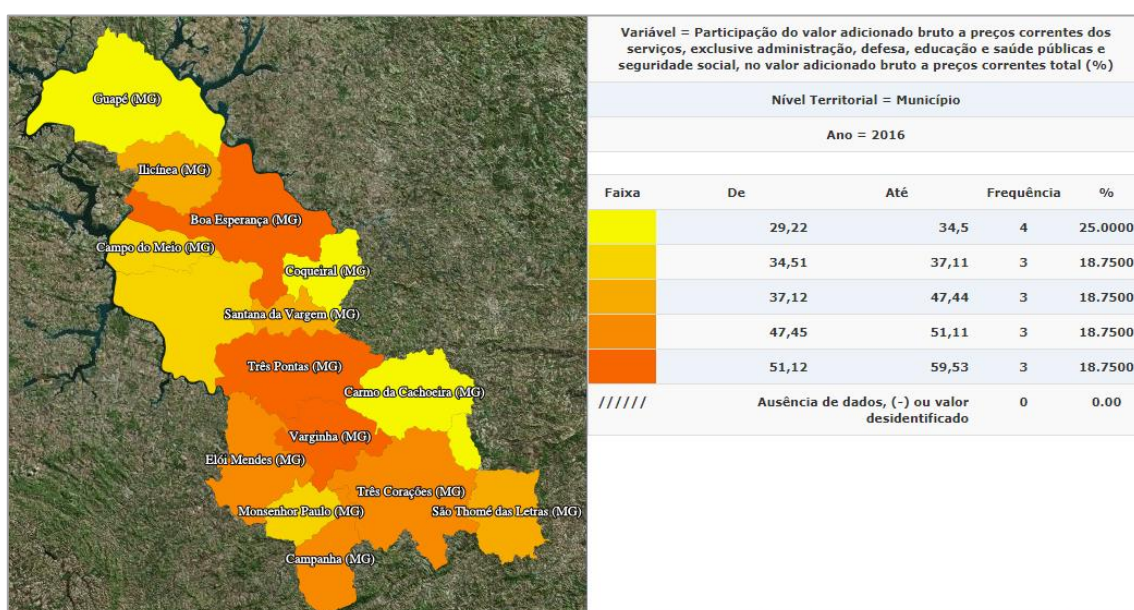 Guapé (MG)
Ilicínea (MG)
Boa Esperança (MG)
Campo do Meio (MG)
Coqueiral (MG)
Santana da Vargem (MG)
Três Pontas (MG)
Carmo da Cachoeira (MG)
Varginha (MG)
Elói Mendes (MG)
Três Corações (MG)
Monsenhor Paulo (MG)
São Thomé das Letras (MG)
Campanha (MG)
Variável = Participação do valor adicionado bruto a preços correntes dos
serviços, exclusive administração, defesa, educação e saúde públicas e
seguridade social, no valor adicionado bruto a preços correntes total (%)
Nível Territorial = Município
Ano = 2016
Faixa De Até Frequência %
29,22 34,5 4 25.0000
34,51 37,11 3 18.7500
37,12 47,44 3 18.7500
47,45 51,11 3 18.7500
51,12 59,53 3 18.7500
////// Ausência de dados, (-) ou valor 0 0.00
desidentificado